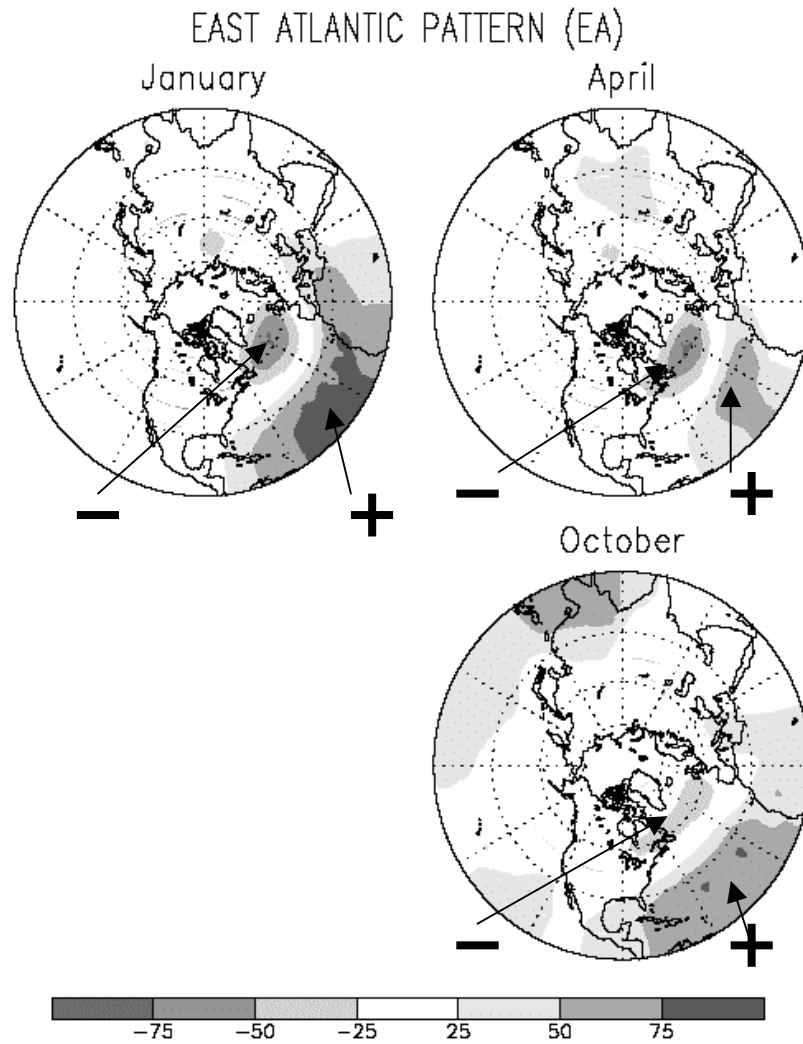 EAST ATLANTIC PATTERN (EA)
January April
− + − +
October
− +
−75 −50 −25 25 50 75